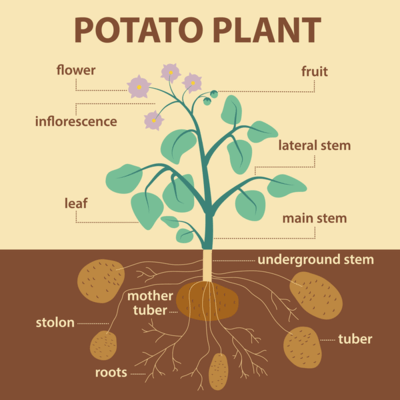 POTATO PLANT
flower
fruit
inflorescence
lateral stem
leaf
main stem
underground stem
mother
tuber
stolon
tuber
roots